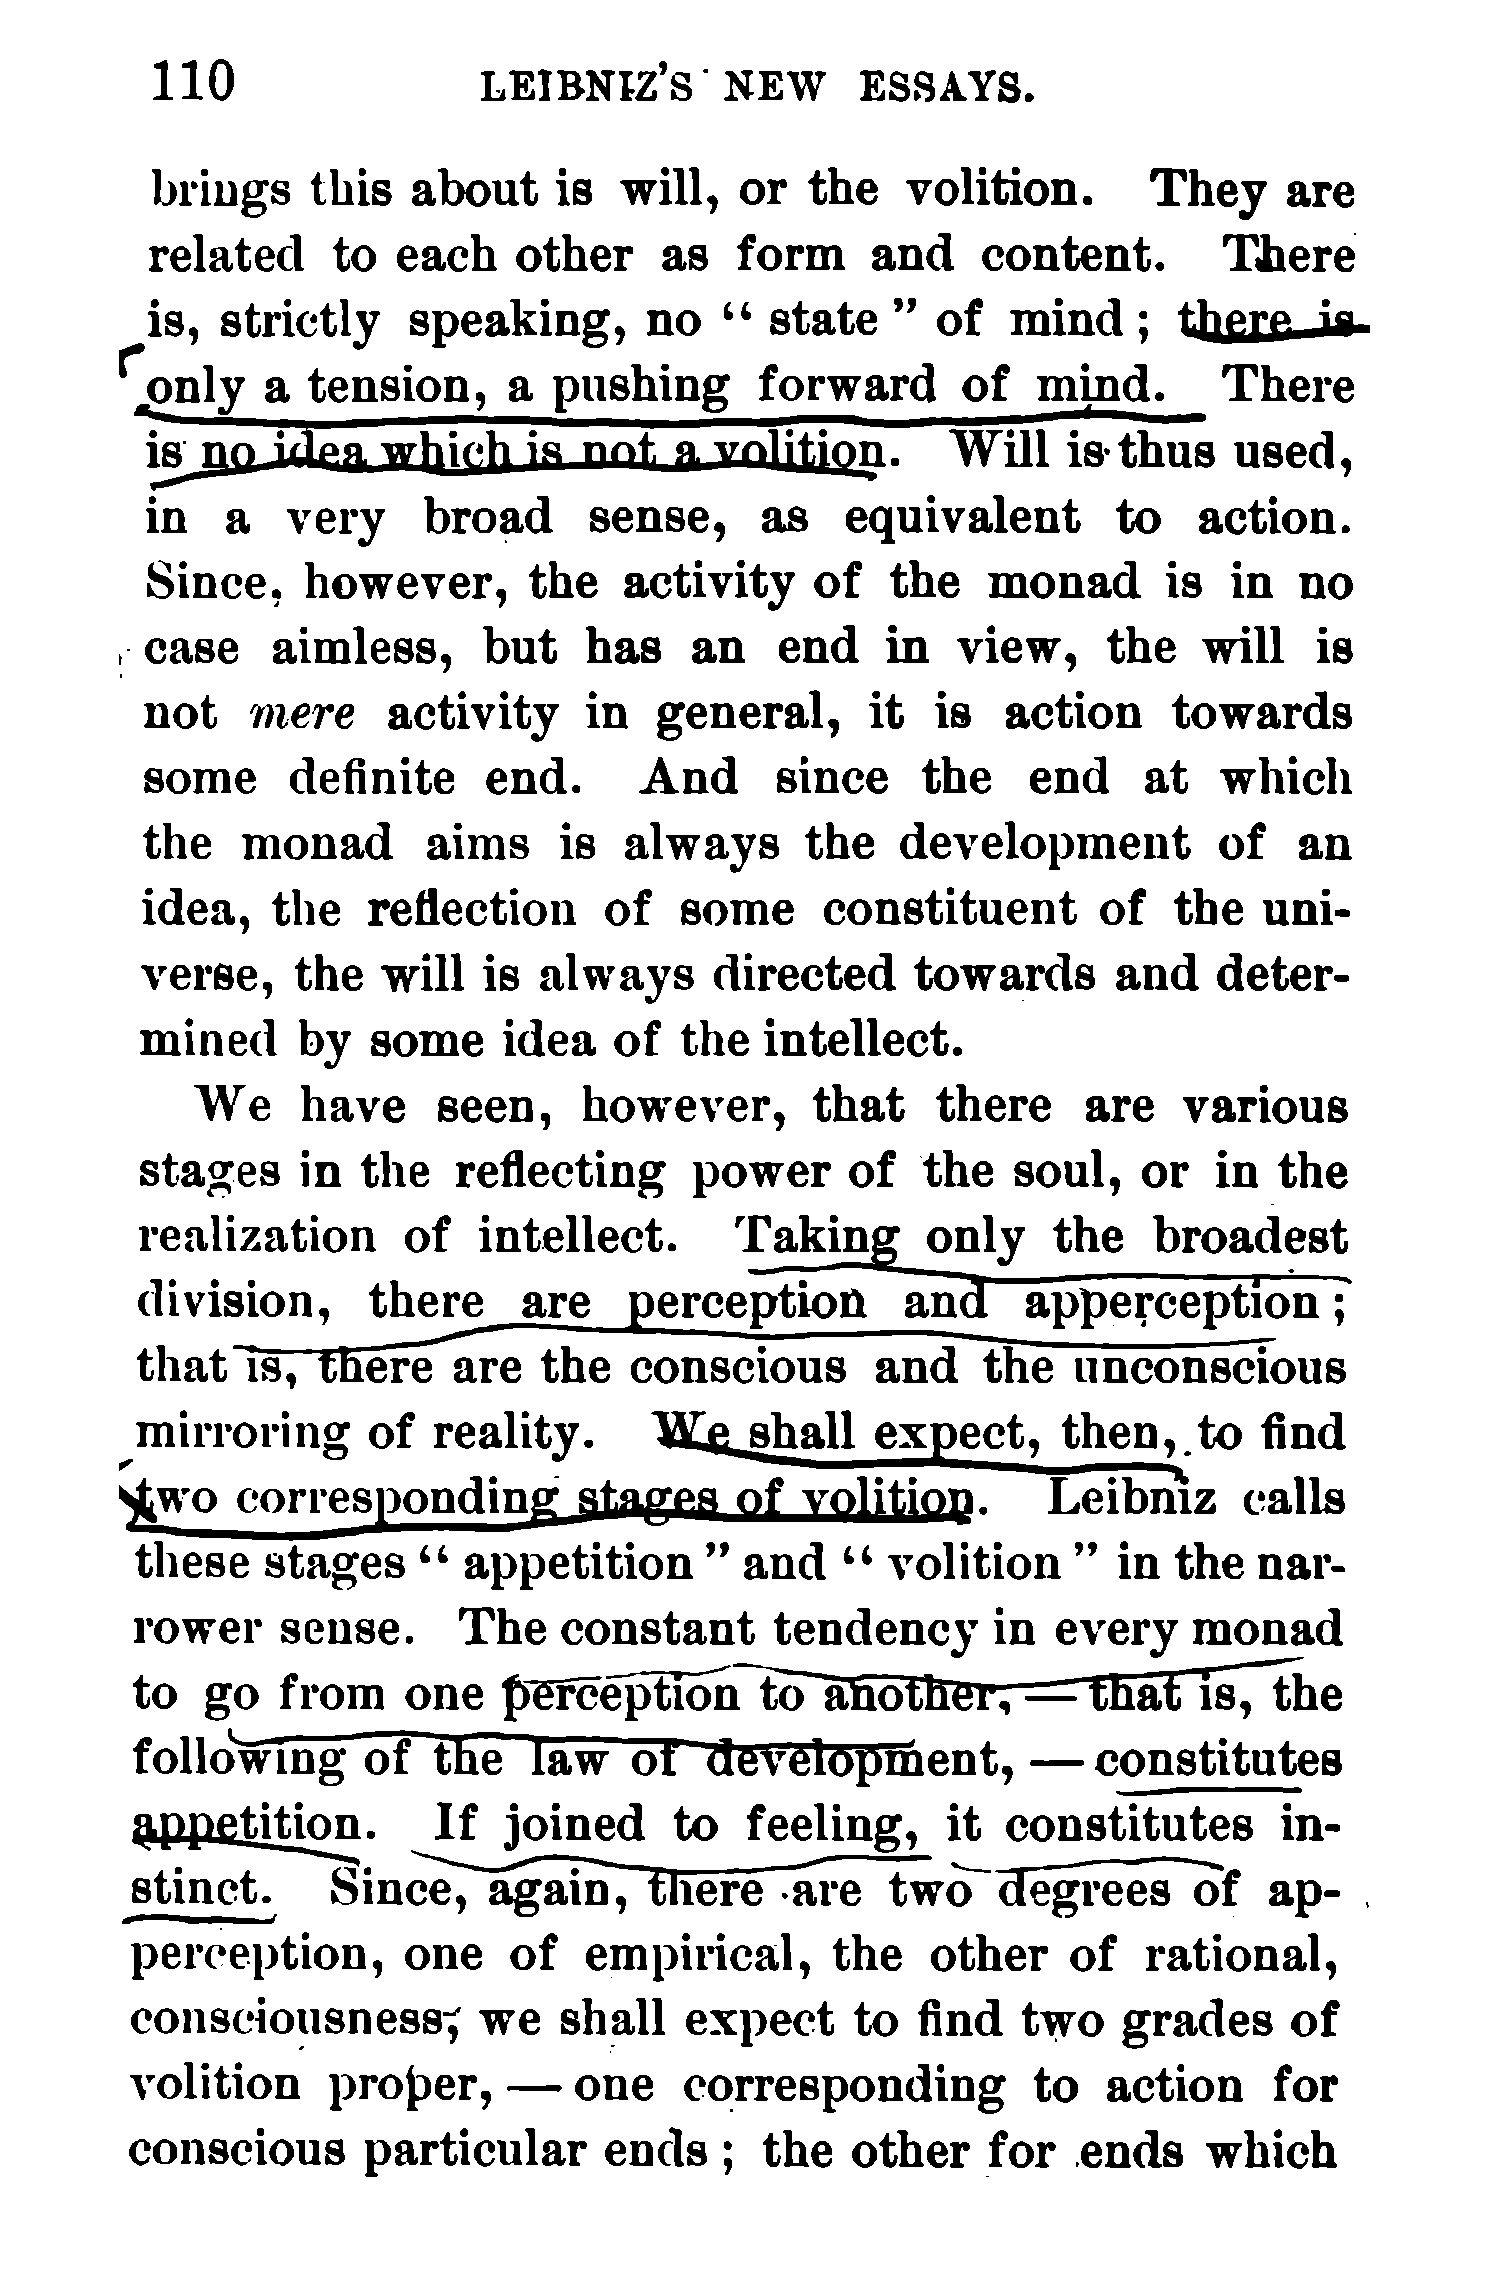 110 LEIBNIZ'S NEW ESSAYS.
brings this about is will, or the volition. They are
related to each other as form and content. There
is, strictly speaking, no “ state ” of mind ; there is
only a tension, a pushing forward of mind. There
is no idea which is not a volition. Will is thus used,
in a very broad sense, as equivalent to action.
Since, however, the activity of the monad is in no
case aimless, but has an end in view, the will is
not mere activity in general, it is action towards
some definite end. And since the end at which
the monad aims is always the development of an
idea, the reflection of some constituent of the uni-
verse, the will is always directed towards and deter-
mined by some idea of the intellect.
We have seen, however, that there are various
stages in the reflecting power of the soul, or in the
realization of intellect. Taking only the broadest
division, there are perception and apperception ;
that is, there are the conscious and the unconscious
mirroring of reality. We shall expect, then, to find
two corresponding stages of volition. Leibniz calls
these stages “ appetition ” and “ volition ” in the nar-
rower sense. The constant tendency in every monad
to go from one perception to another, — that is, the
following of the law of development, — constitutes
appetition. If joined to feeling, it constitutes in-
stinct. Since, again, there are two degrees of ap-
perception, one of empirical, the other of rational,
consciousness, we shall expect to find two grades of
volition proper, — one corresponding to action for
conscious particular ends ; the other for ends which